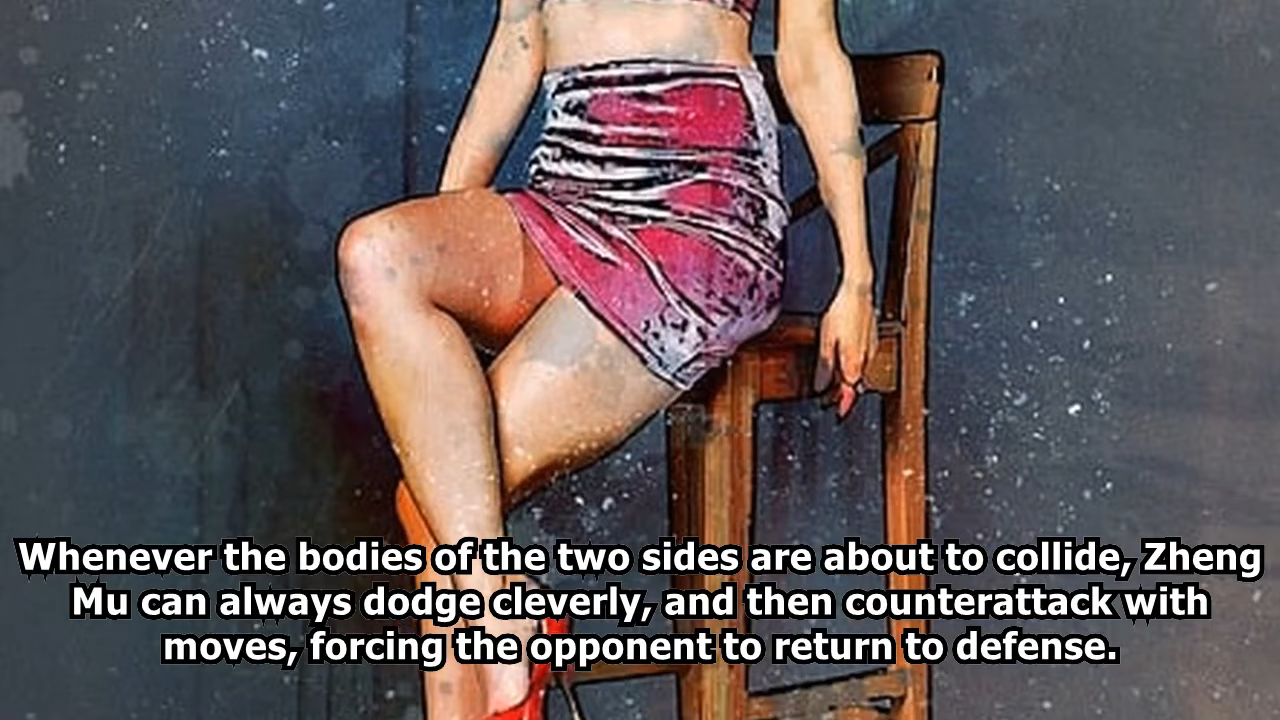 Whenever the bodies of the two sides are about to collide, Zheng
Mu can always dodge cleverly, and then counterattack with
moves, forcing the opponent to return to defense.